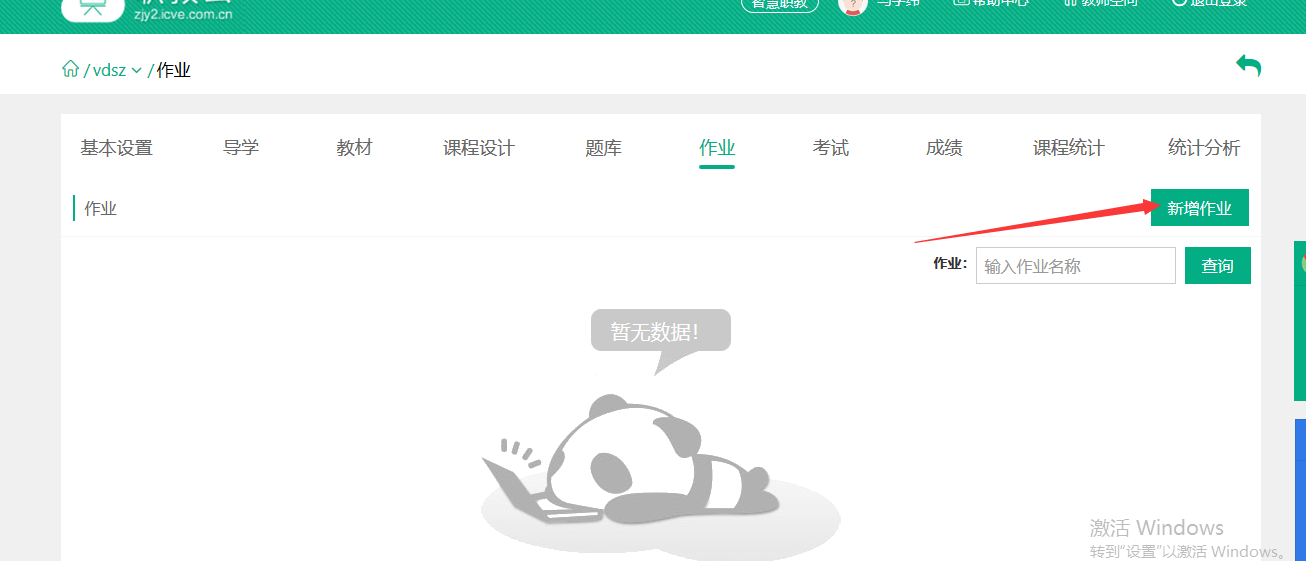 zjy2.icve.com.cn
智慧职教
帮助中心
教师空间
退出登录
/ vdsz / 作业
基本设置 导学 教材 课程设计 题库 作业 考试 成绩 课程统计 统计分析
作业
新增作业
作业： 输入作业名称 查询
暂无数据!
激活 Windows
转到"设置"以激活 Windows。